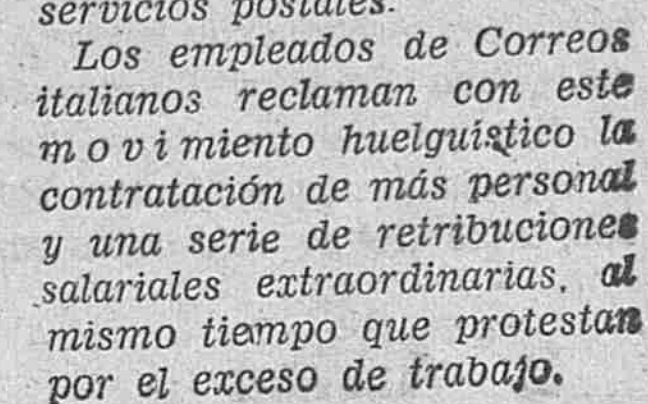 servicios postales.
Los empleados de Correos
italianos reclaman con este
movimiento huelguístico la
contratación de más personal
y una serie de retribuciones
salariales extraordinarias, al
mismo tiempo que protestan
por el exceso de trabajo.